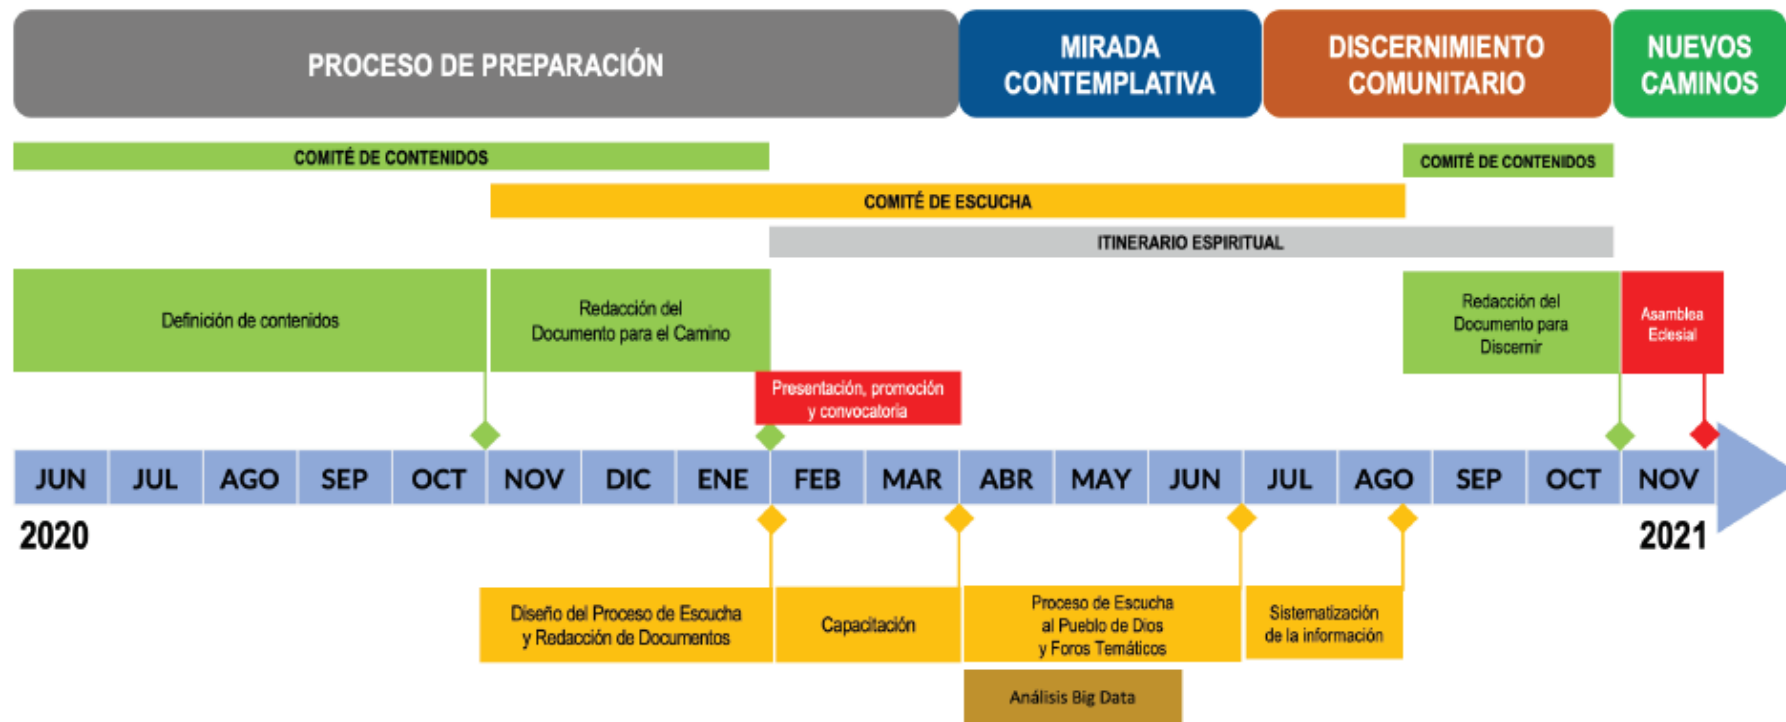 PROCESO DE PREPARACIÓN
MIRADA
CONTEMPLATIVA
DISCERNIMIENTO
COMUNITARIO
NUEVOS
CAMINOS
COMITÉ DE CONTENIDOS
COMITÉ DE CONTENIDOS
COMITÉ DE ESCUCHA
ITINERARIO ESPIRITUAL
Definición de contenidos
Redacción del
Documento para el Camino
Redacción del
Documento para
Discernir
Asamblea
Eclesial
Presentación, promoción
y convocatoria
JUN
JUL
AGO
SEP
OCT
NOV
DIC
ENE
FEB
MAR
ABR
MAY
JUN
JUL
AGO
SEP
OCT
NOV
2020
2021
Diseño del Proceso de Escucha
y Redacción de Documentos
Capacitación
Proceso de Escucha
al Pueblo de Dios
y Foros Temáticos
Sistematización
de la información
Análisis Big Data